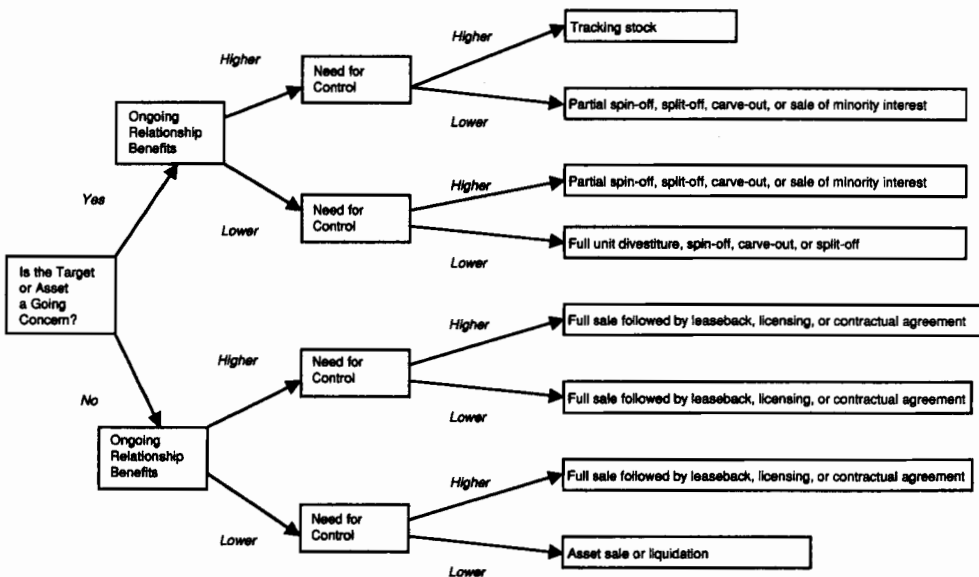 Higher
Tracking stock
Higher
Need for
Control
Partial spin-off, split-off, carve-out, or sale of minority interest
Lower
Ongoing
Relationship
Benefits
Higher
Partial spin-off, split-off, carve-out, or sale of minority interest
Yes
Need for
Control
Lower
Full unit divestiture, spin-off, carve-out, or split-off
Lower
Is the Target
or Asset
a Going
Concern?
Higher
Full sale followed by leaseback, licensing, or contractual agreement
Higher
Need for
Control
No
Full sale followed by leaseback, licensing, or contractual agreement
Lower
Ongoing
Relationship
Benefits
Higher
Full sale followed by leaseback, licensing, or contractual agreement
Need for
Control
Lower
Asset sale or liquidation
Lower